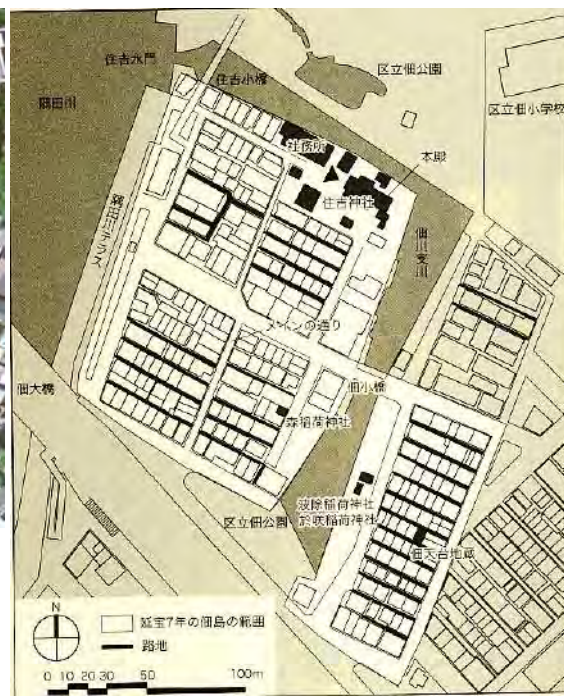 住吉水門
住吉小橋
区立佃公園
隅田川
区立佃小学校
社務所
本殿
住吉神社
隅田川テラス
佃川支川
メインの通り
佃大橋
佃小橋
森稲荷神社
波除稲荷神社
於咲稲荷神社
区立佃公園
佃天台地蔵
N
延宝7年の佃島の範囲
路地
0 10 20 30 50 100m